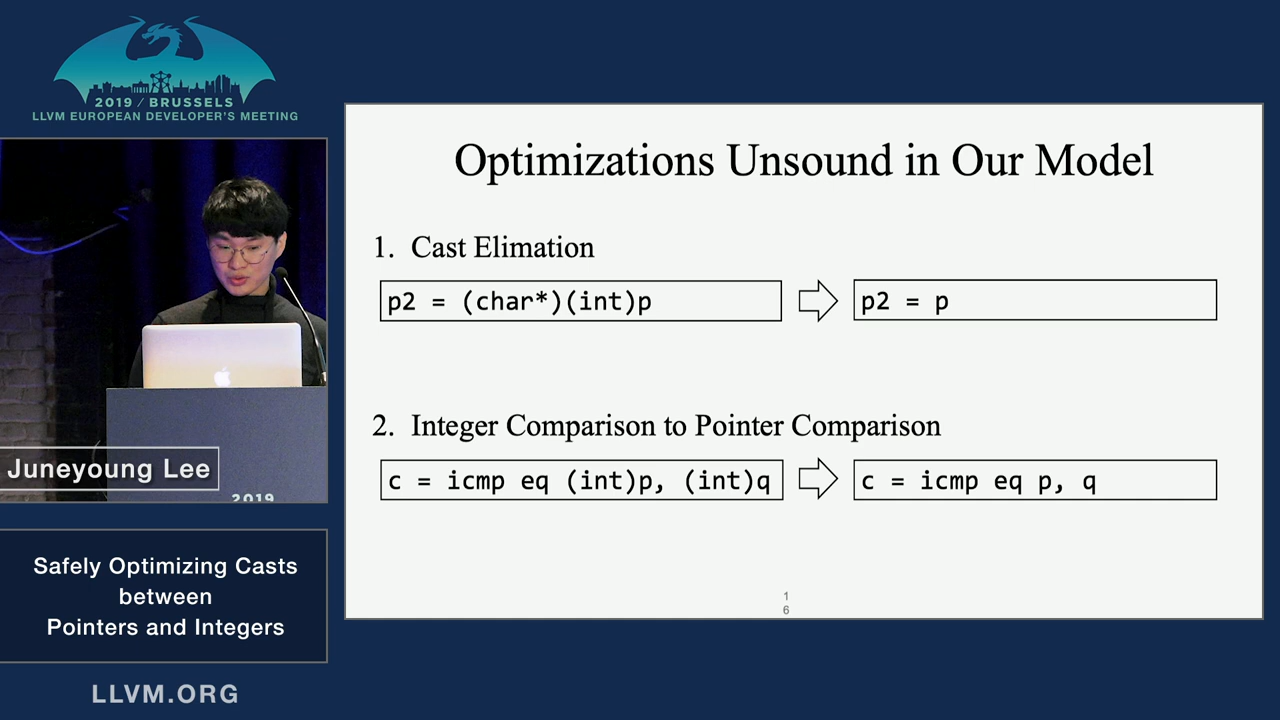 2019 / BRUSSELS
LLVM EUROPEAN DEVELOPER'S MEETING
Juneyoung Lee
2019
Safely Optimizing Casts
between
Pointers and Integers
LLVM.ORG
Optimizations Unsound in Our Model
1. Cast Elimation
p2 = (char*)(int)p
p2 = p
2. Integer Comparison to Pointer Comparison
c = icmp eq (int)p, (int)q
c = icmp eq p, q
1
6